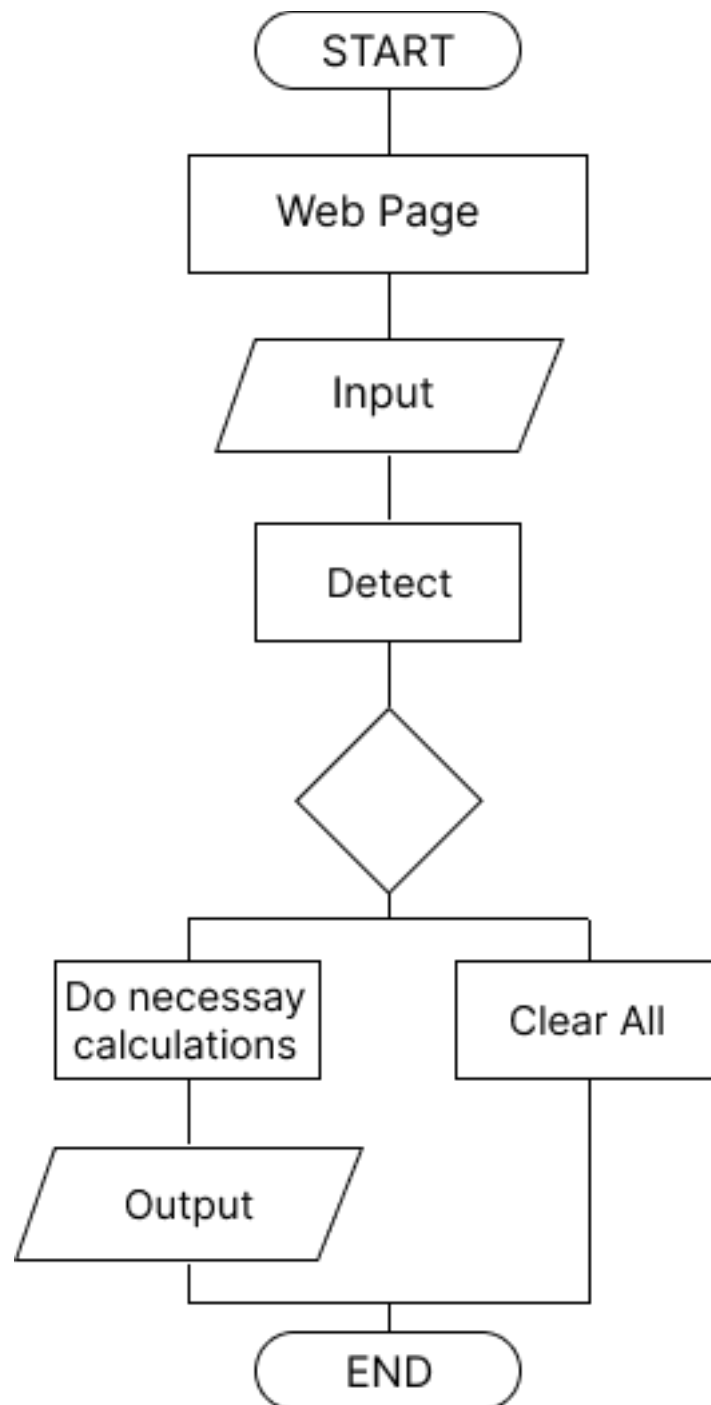 START
Web Page
Input
Detect
Do necessay
calculations
Clear All
Output
END